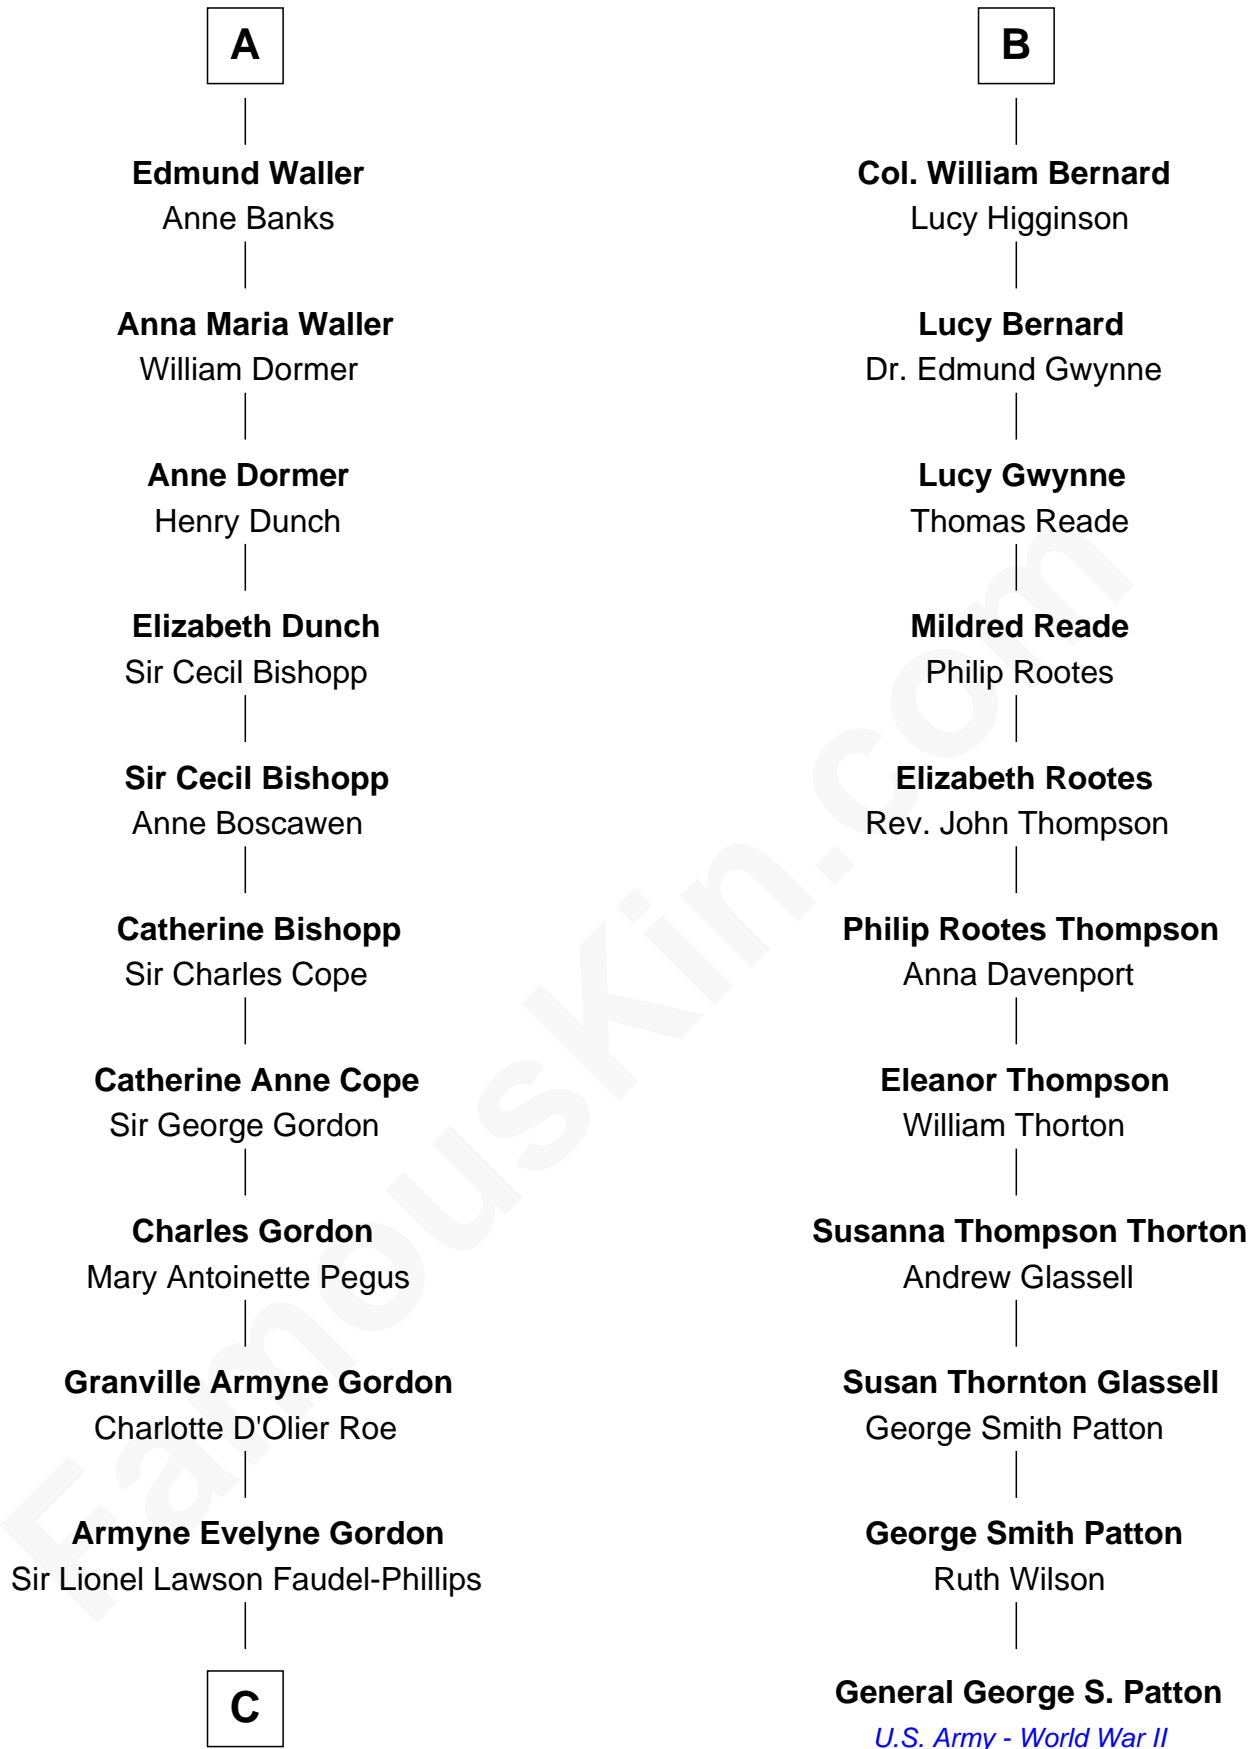 A
Edmund Waller
Anne Banks
Anna Maria Waller
William Dormer
Anne Dormer
Henry Dunch
Elizabeth Dunch
Sir Cecil Bishopp
Sir Cecil Bishopp
Anne Boscawen
Catherine Bishopp
Sir Charles Cope
Catherine Anne Cope
Sir George Gordon
Charles Gordon
Mary Antoinette Pegus
Granville Armyne Gordon
Charlotte D'Olier Roe
Armyne Evelyne Gordon
Sir Lionel Lawson Faudel-Phillips
C
B
Col. William Bernard
Lucy Higginson
Lucy Bernard
Dr. Edmund Gwynne
Lucy Gwynne
Thomas Reade
Mildred Reade
Philip Rootes
Elizabeth Rootes
Rev. John Thompson
Philip Rootes Thompson
Anna Davenport
Eleanor Thompson
William Thorton
Susanna Thompson Thorton
Andrew Glassell
Susan Thornton Glassell
George Smith Patton
George Smith Patton
Ruth Wilson
General George S. Patton
U.S. Army - World War II
FamousKin.com